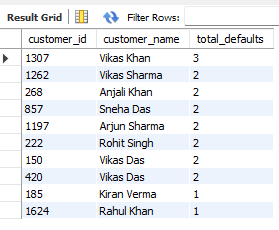 Result Grid Filter Rows:
customer_id customer_name total_defaults
1307 Vikas Khan 3
1262 Vikas Sharma 2
268 Anjali Khan 2
857 Sneha Das 2
1197 Arjun Sharma 2
222 Rohit Singh 2
150 Vikas Das 2
420 Vikas Das 2
185 Kiran Verma 1
1624 Rahul Khan 1